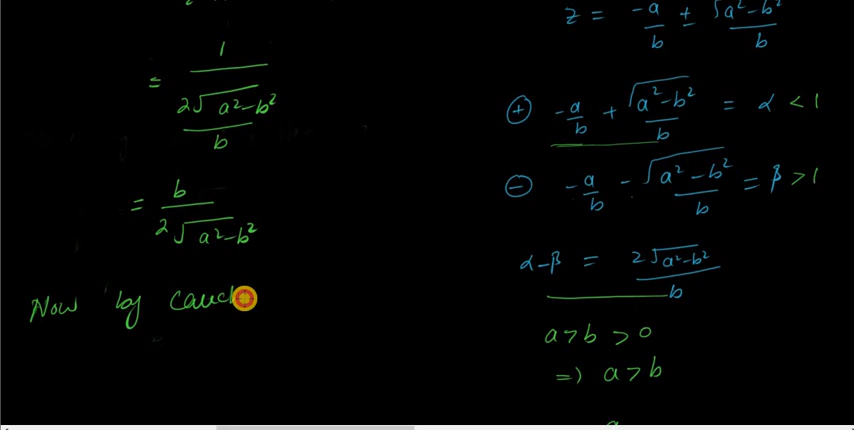 = 1 / (2√(a²-b²) / b)
= b / 2√(a²-b²)
Now by cauc
z = -a/b ± √(a²-b²)/b
(+) -a/b + √(a²-b²)/b = α < 1
(-) -a/b - √(a²-b²)/b = β > 1
α-β = 2√(a²-b²)/b
a > b > 0
=) a > b